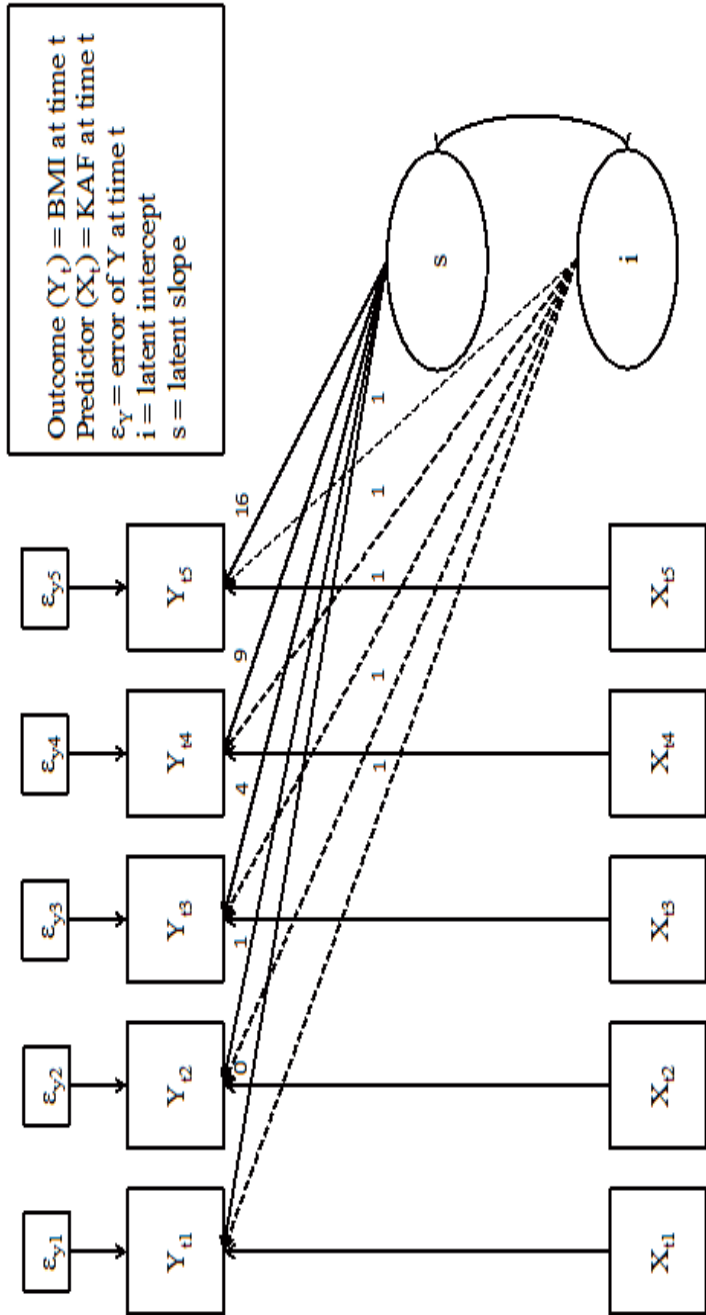 Outcome (Yₜ) = BMI at time t
Predictor (Xₜ) = KAF at time t
εY = error of Y at time t
i = latent intercept
s = latent slope
εy1
εy2
εy3
εy4
εy5
Yt1
Yt2
Yt3
Yt4
Yt5
0
1
4
9
16
1
1
1
1
1
s
i
Xt1
Xt2
Xt3
Xt4
Xt5